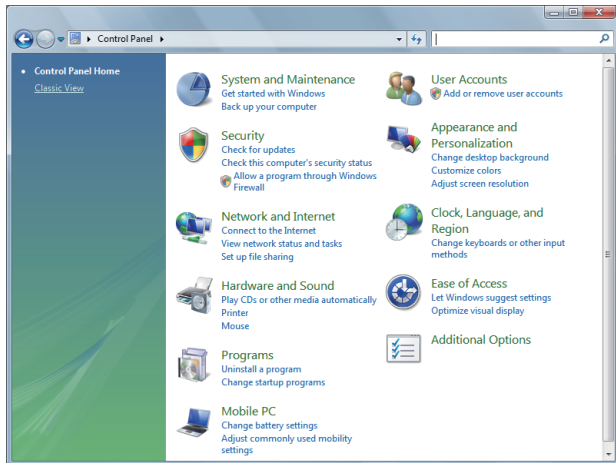 Control Panel
Control Panel Home
Classic View
System and Maintenance
Get started with Windows
Back up your computer
Security
Check for updates
Check this computer's security status
Allow a program through Windows
Firewall
Network and Internet
Connect to the Internet
View network status and tasks
Set up file sharing
Hardware and Sound
Play CDs or other media automatically
Printer
Mouse
Programs
Uninstall a program
Change startup programs
Mobile PC
Change battery settings
Adjust commonly used mobility
settings
User Accounts
Add or remove user accounts
Appearance and
Personalization
Change desktop background
Customize colors
Adjust screen resolution
Clock, Language, and
Region
Change keyboards or other input
methods
Ease of Access
Let Windows suggest settings
Optimize visual display
Additional Options